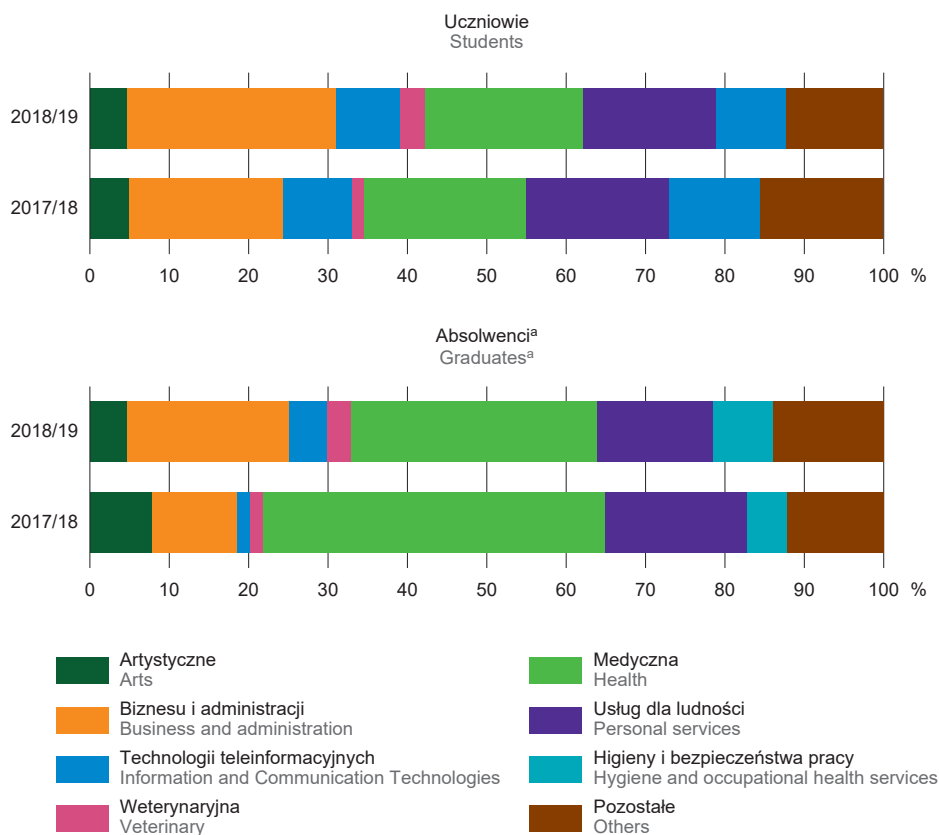 Uczniowie
Students
2018/19
2017/18
0 10 20 30 40 50 60 70 80 90 100 %
Absolwenciᵃ
Graduatesᵃ
2018/19
2017/18
0 10 20 30 40 50 60 70 80 90 100 %
Artystyczne
Arts
Biznesu i administracji
Business and administration
Technologii teleinformacyjnych
Information and Communication Technologies
Weterynaryjna
Veterinary
Medyczna
Health
Usług dla ludności
Personal services
Higieny i bezpieczeństwa pracy
Hygiene and occupational health services
Pozostałe
Others